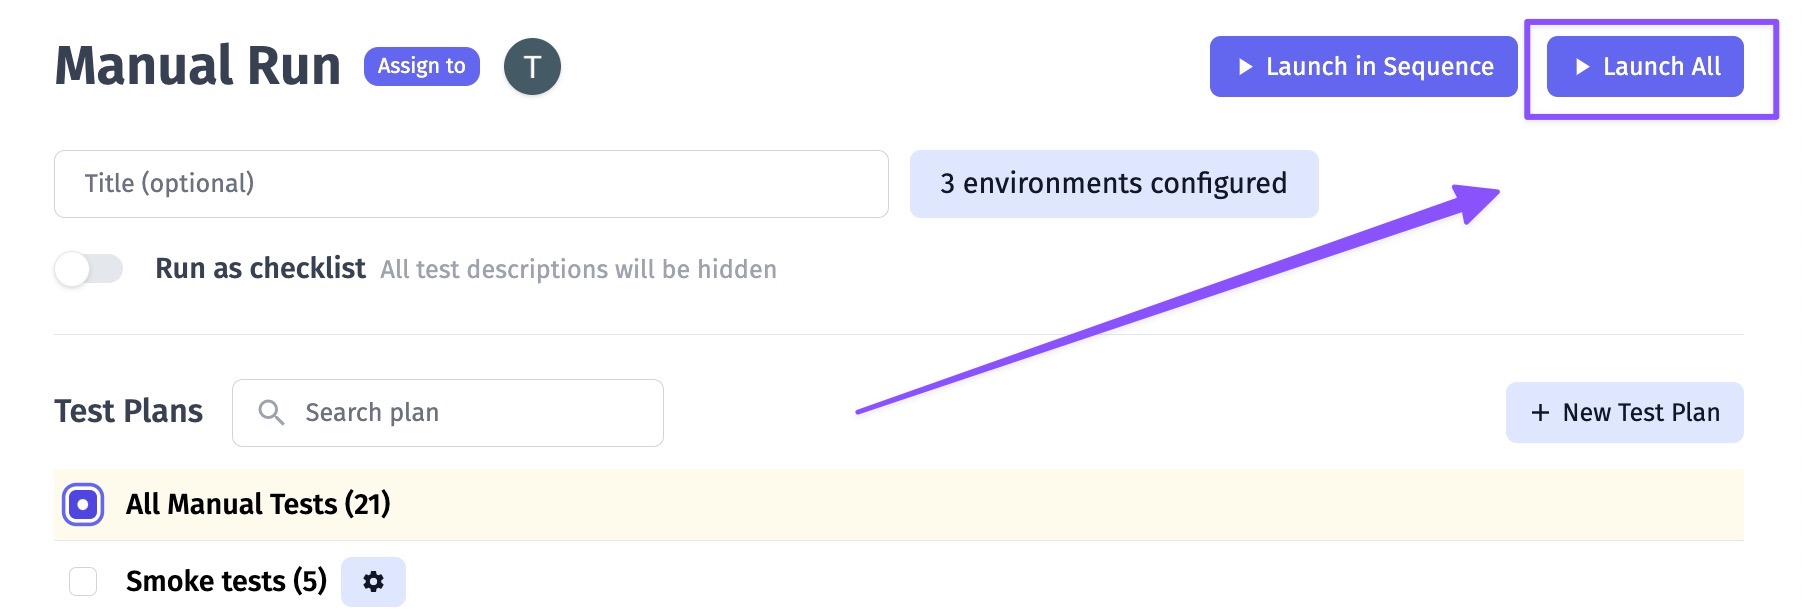 Manual Run Assign to T Launch in Sequence Launch All
Title (optional) 3 environments configured
Run as checklist All test descriptions will be hidden
Test Plans Search plan + New Test Plan
All Manual Tests (21)
Smoke tests (5)